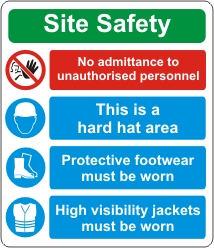 Site Safety
No admittance to
unauthorised personnel
This is a
hard hat area
Protective footwear
must be worn
High visibility jackets
must be worn